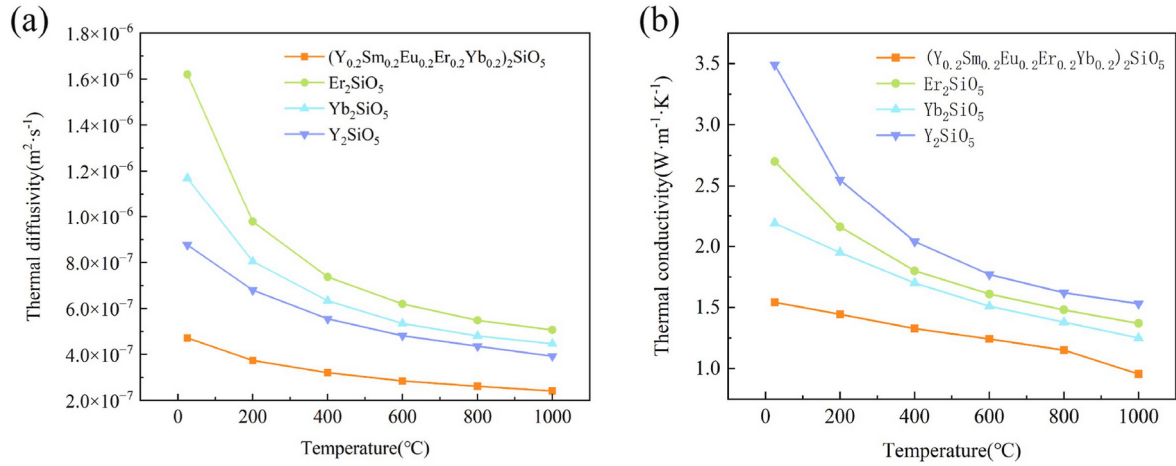 (a)
1.8×10⁻⁶
1.6×10⁻⁶
1.4×10⁻⁶
1.2×10⁻⁶
1.0×10⁻⁶
8.0×10⁻⁷
6.0×10⁻⁷
4.0×10⁻⁷
2.0×10⁻⁷
Thermal diffusivity(m²·s⁻¹)
(Y₀.₂Sm₀.₂Eu₀.₂Er₀.₂Yb₀.₂)₂SiO₅
Er₂SiO₅
Yb₂SiO₅
Y₂SiO₅
0 200 400 600 800 1000
Temperature(℃)
(b)
3.5
3.0
2.5
2.0
1.5
1.0
Thermal conductivity(W·m⁻¹·K⁻¹)
(Y₀.₂Sm₀.₂Eu₀.₂Er₀.₂Yb₀.₂)₂SiO₅
Er₂SiO₅
Yb₂SiO₅
Y₂SiO₅
0 200 400 600 800 1000
Temperature(℃)